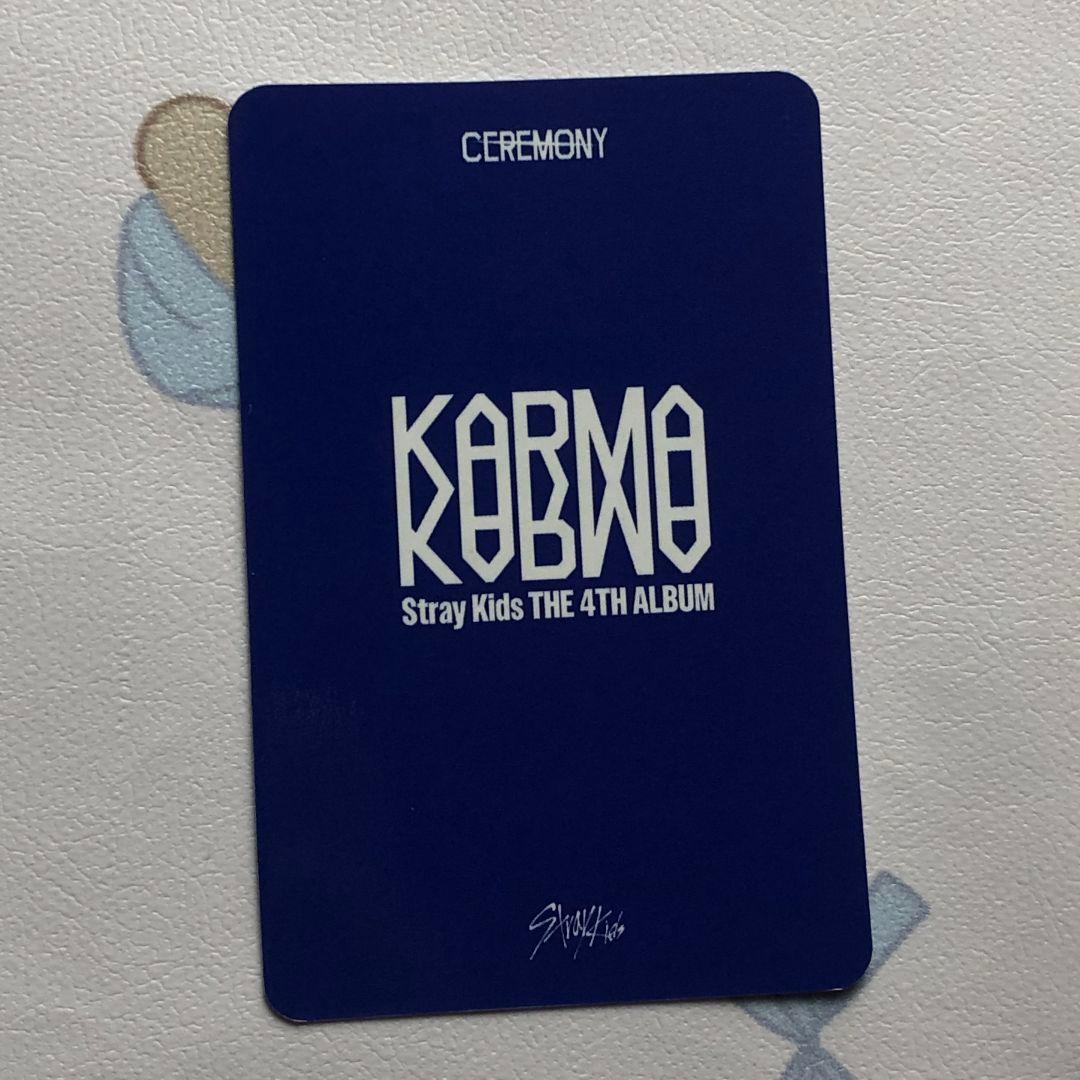 CEREMONY
KARMA
Stray Kids THE 4TH ALBUM
Stray Kids